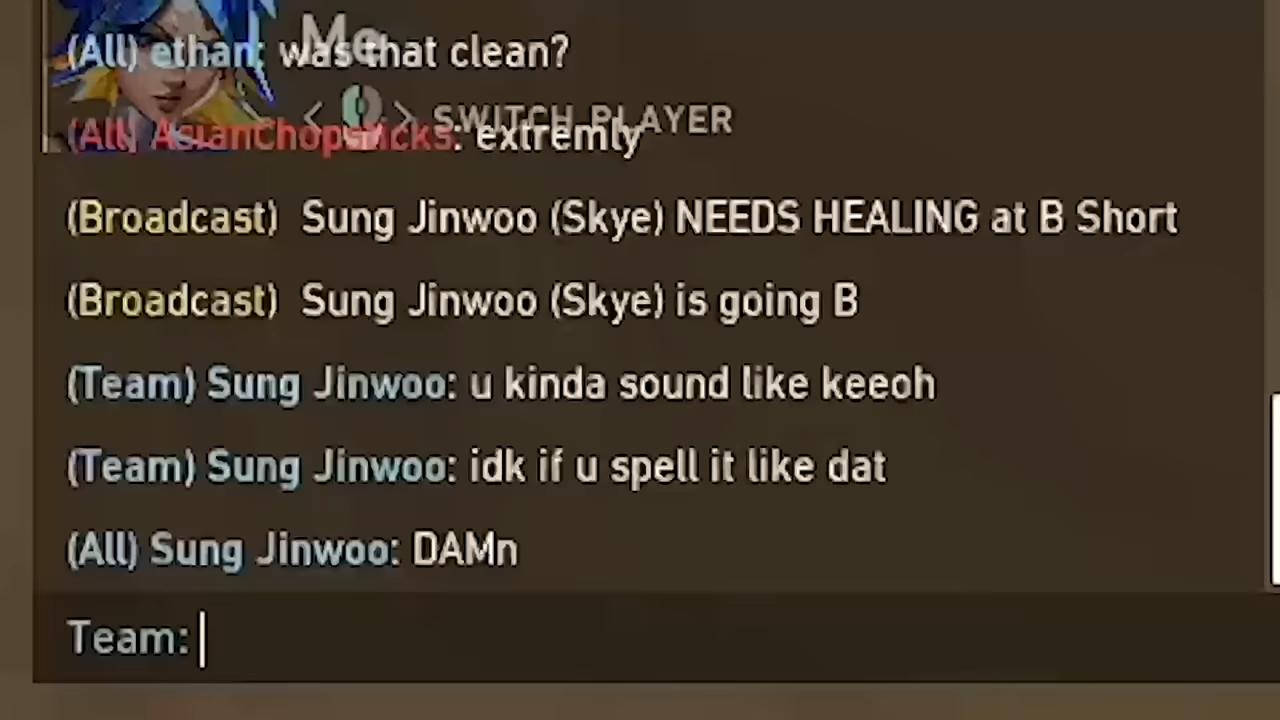 Me
(All) ethan: was that clean?
< > SWITCH PLAYER
(All) AsianChopsticks: extremly
(Broadcast) Sung Jinwoo (Skye) NEEDS HEALING at B Short
(Broadcast) Sung Jinwoo (Skye) is going B
(Team) Sung Jinwoo: u kinda sound like keeoh
(Team) Sung Jinwoo: idk if u spell it like dat
(All) Sung Jinwoo: DAMn
Team: